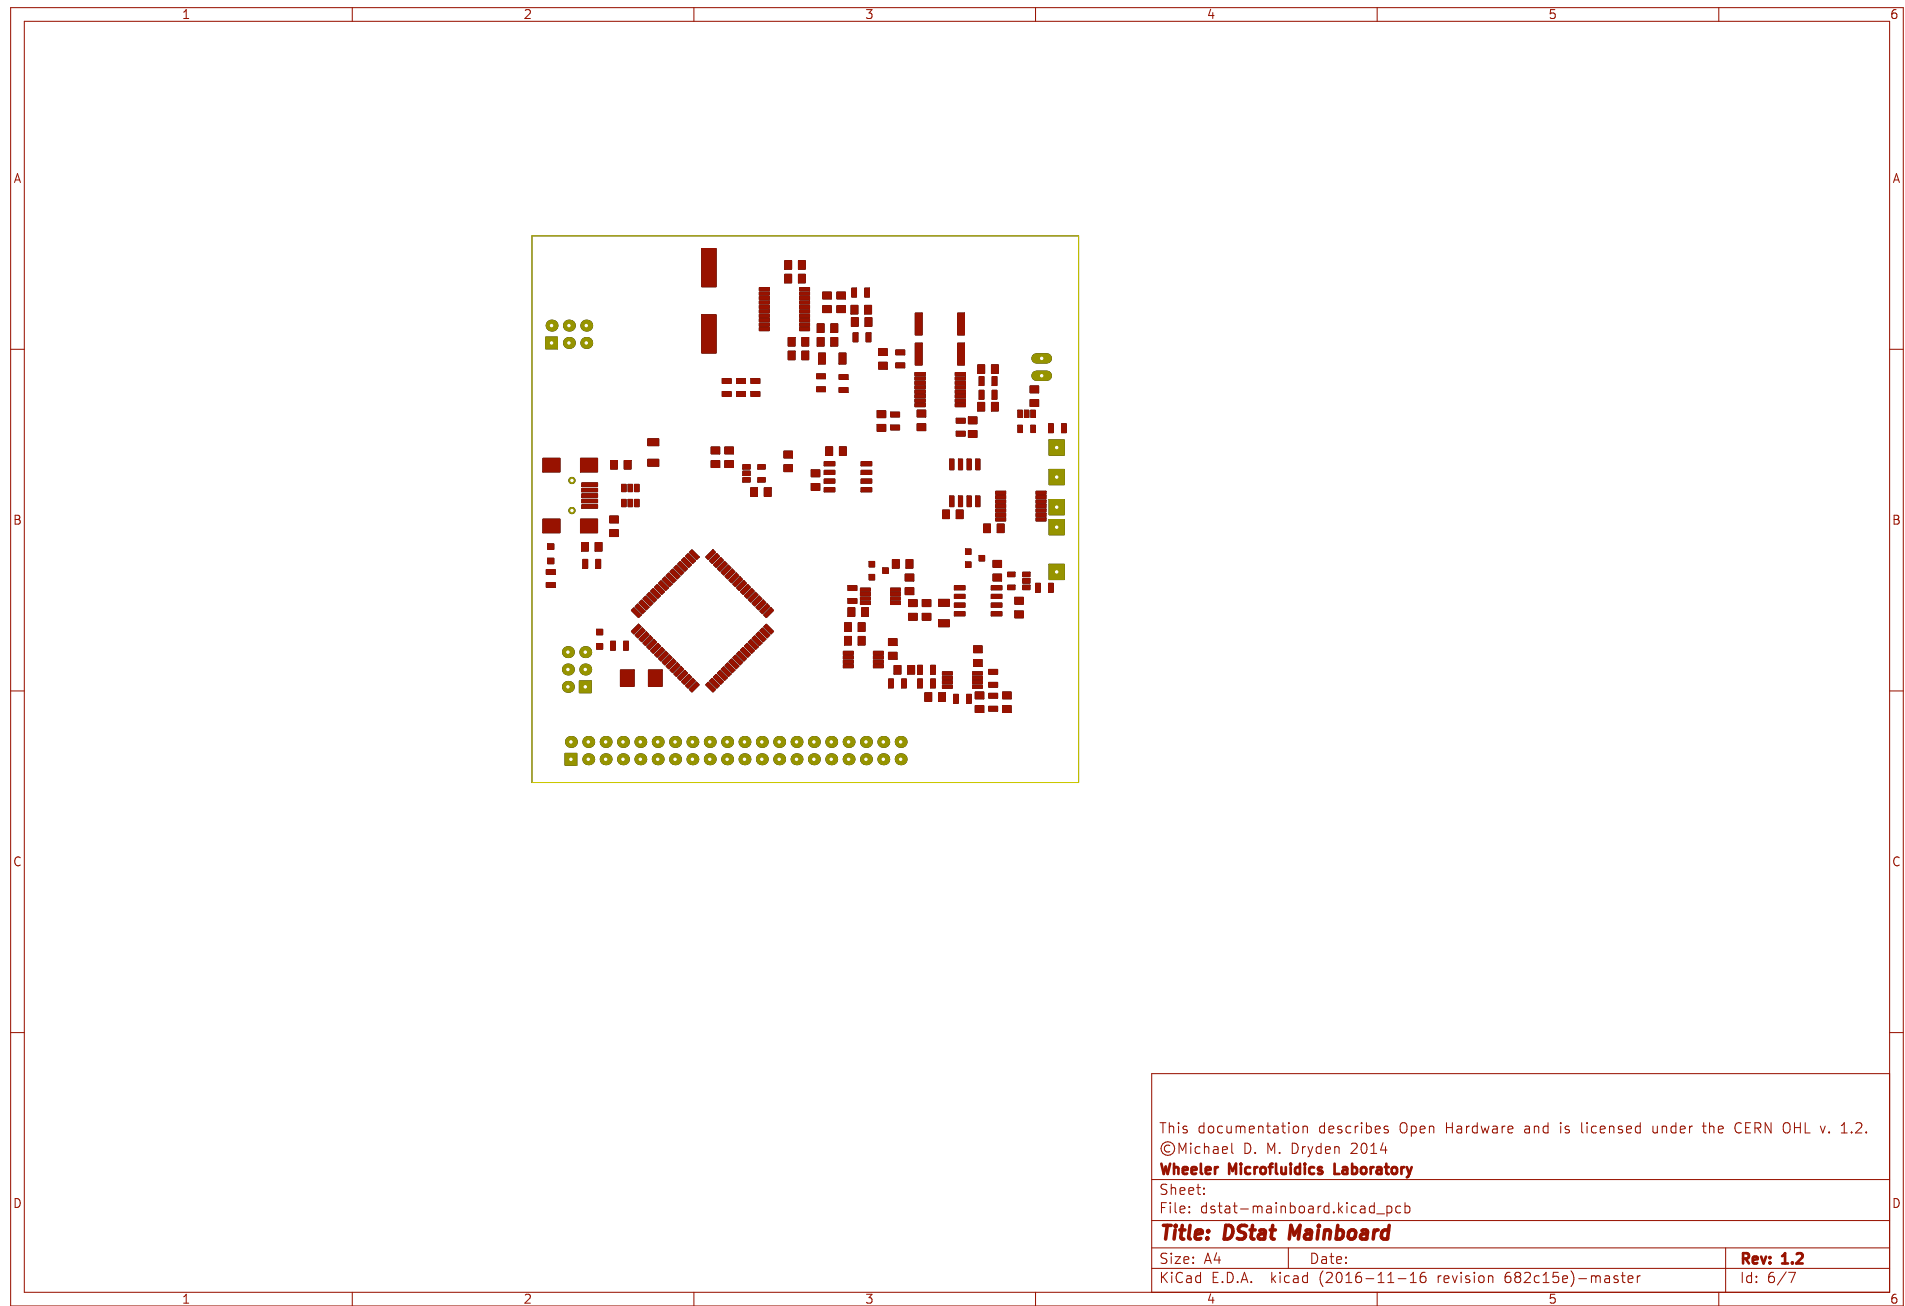 1 2 3 4 5 6
A A
B B
C C
This documentation describes Open Hardware and is licensed under the CERN OHL v. 1.2.
©Michael D. M. Dryden 2014
Wheeler Microfluidics Laboratory
Sheet:
D D
File: dstat-mainboard.kicad_pcb
Title: DStat Mainboard
Size: A4 Date: Rev: 1.2
KiCad E.D.A. kicad (2016-11-16 revision 682c15e)-master Id: 6/7
1 2 3 4 5 6